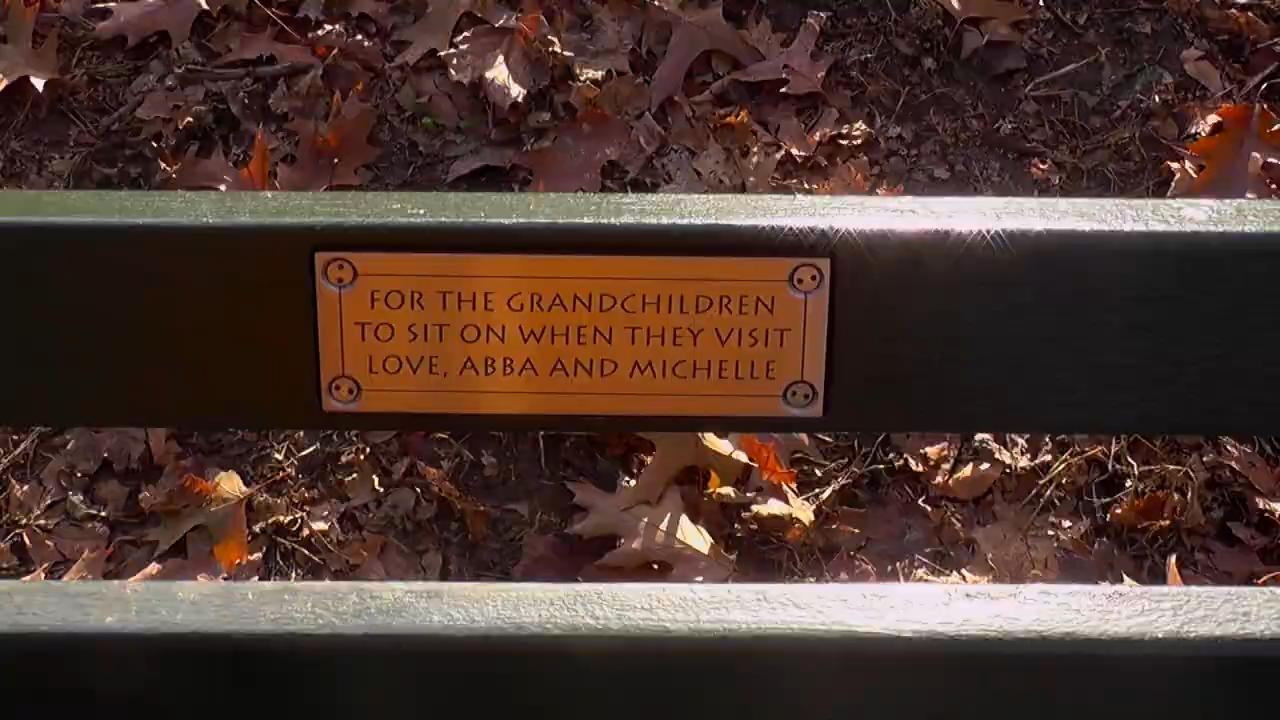 FOR THE GRANDCHILDREN
TO SIT ON WHEN THEY VISIT
LOVE, ABBA AND MICHELLE